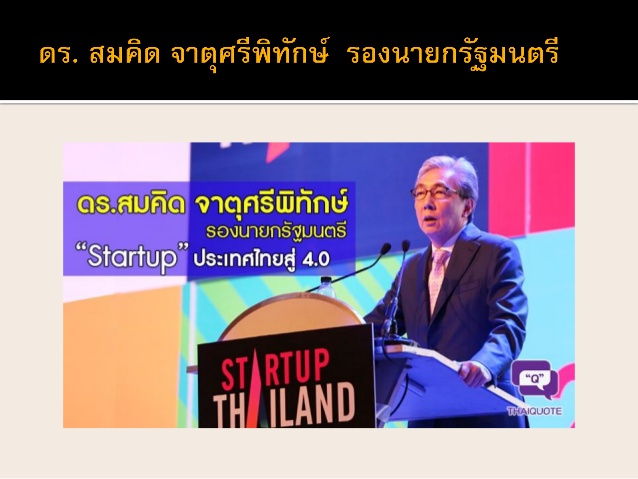 ดร. สมคิด จาตุศรีพิทักษ์ รองนายกรัฐมนตรี
ดร.สมคิด จาตุศรีพิทักษ์
รองนายกรัฐมนตรี
“Startup” ประเทศไทยสู่ 4.0
STARTUP
THAILAND
“Q”
THAIQUOTE